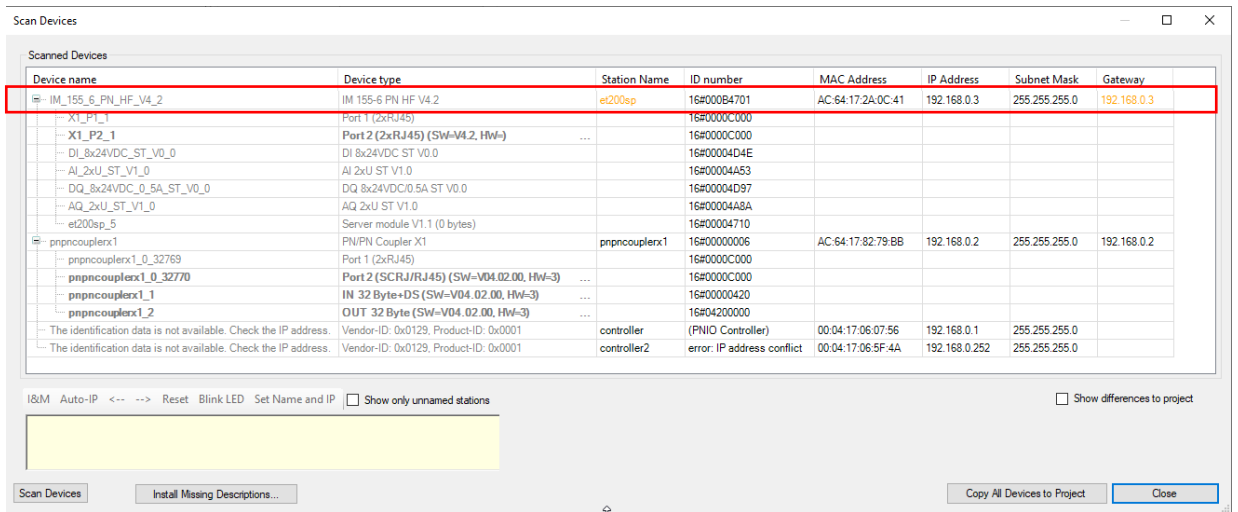 Scan Devices
Scanned Devices
Device name Device type Station Name ID number MAC Address IP Address Subnet Mask Gateway
IM_155_6_PN_HF_V4_2 IM 155-6 PN HF V4.2 et200sp 16#000B4701 AC:64:17:2A:0C:41 192.168.0.3 255.255.255.0 192.168.0.3
X1_P1_1 Port 1 (2xRJ45) 16#0000C000
X1_P2_1 Port 2 (2xRJ45) (SW=V4.2, HW=) ... 16#0000C000
DI_8x24VDC_ST_V0_0 DI 8x24VDC ST V0.0 16#00004D4E
AI_2xU_ST_V1_0 AI 2xU ST V1.0 16#00004A53
DQ_8x24VDC_0_5A_ST_V0_0 DQ 8x24VDC/0.5A ST V0.0 16#00004D97
AQ_2xU_ST_V1_0 AQ 2xU ST V1.0 16#00004A8A
et200sp_5 Server module V1.1 (0 bytes) 16#00004710
pnpncouplerx1 PN/PN Coupler X1 pnpncouplerx1 16#00000006 AC:64:17:82:79:BB 192.168.0.2 255.255.255.0 192.168.0.2
pnpncouplerx1_0_32769 Port 1 (2xRJ45) 16#0000C000
pnpncouplerx1_0_32770 Port 2 (SCRJ/RJ45) (SW=V04.02.00, HW=3) ... 16#0000C000
pnpncouplerx1_1 IN 32 Byte+DS (SW=V04.02.00, HW=3) ... 16#00000420
pnpncouplerx1_2 OUT 32 Byte (SW=V04.02.00, HW=3) ... 16#04200000
The identification data is not available. Check the IP address. Vendor-ID: 0x0129, Product-ID: 0x0001 controller (PNIO Controller) 00:04:17:06:07:56 192.168.0.1 255.255.255.0
The identification data is not available. Check the IP address. Vendor-ID: 0x0129, Product-ID: 0x0001 controller2 error: IP address conflict 00:04:17:06:5F:4A 192.168.0.252 255.255.255.0
I&M Auto-IP <-- --> Reset Blink LED Set Name and IP Show only unnamed stations Show differences to project
Scan Devices Install Missing Descriptions... Copy All Devices to Project Close